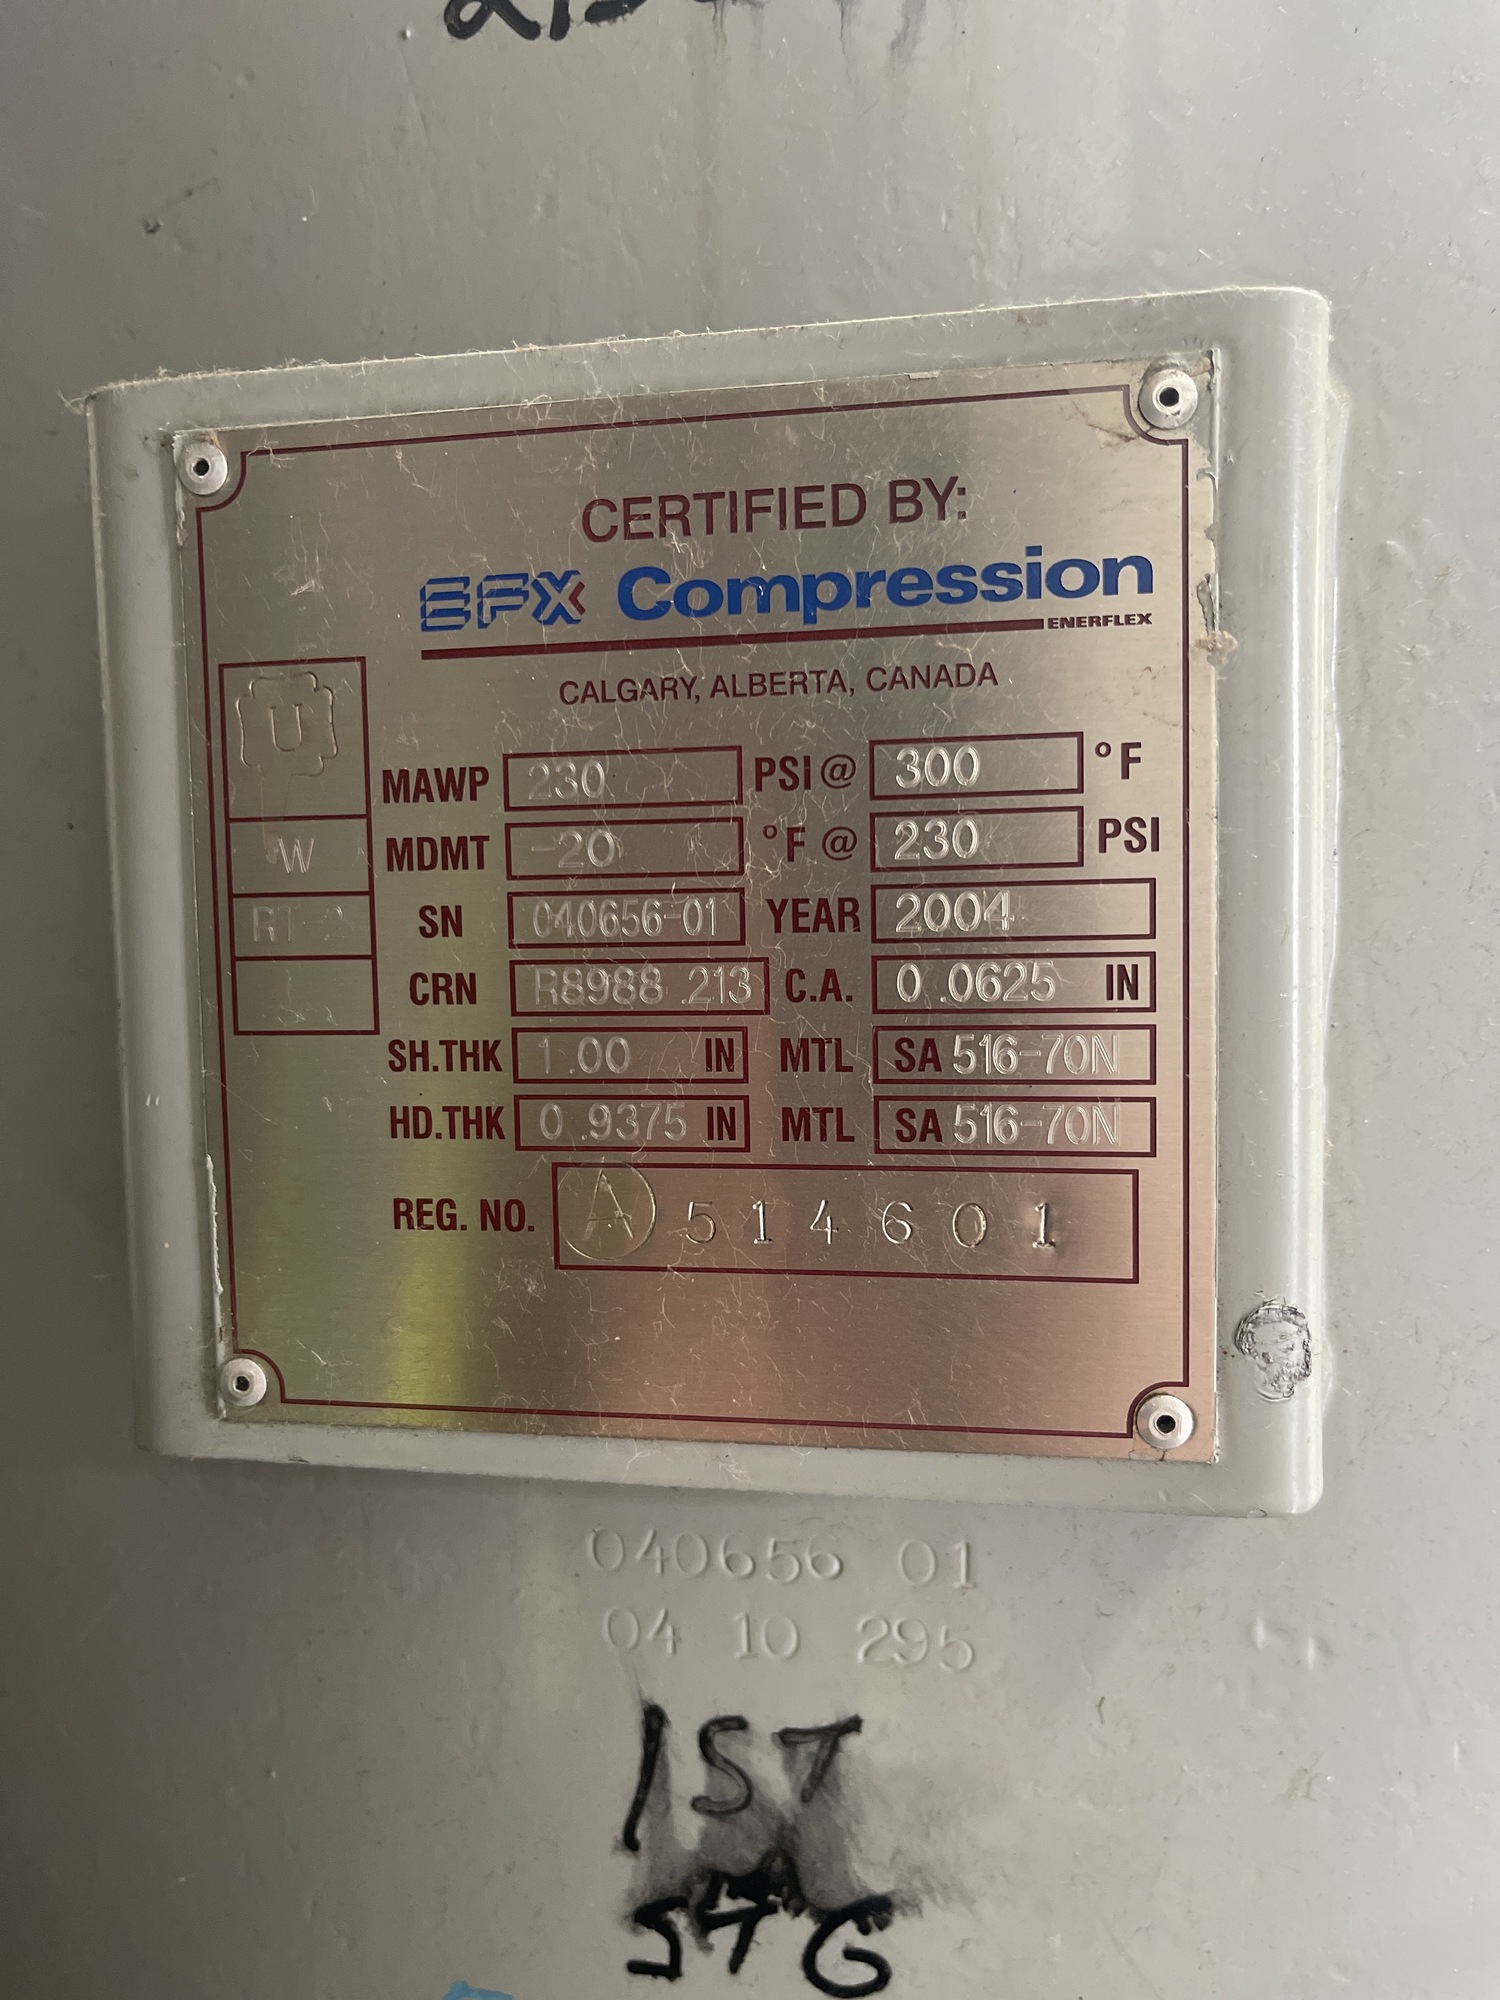 CERTIFIED BY:
EFX Compression
ENERFLEX
CALGARY, ALBERTA, CANADA
U
W
RT-2
MAWP 230 PSI @ 300 °F
MDMT -20 °F @ 230 PSI
SN 040656-01 YEAR 2004
CRN R8988.213 C.A. 0.0625 IN
SH.THK 1.00 IN MTL SA 516-70N
HD.THK 0.9375 IN MTL SA 516-70N
REG. NO. A 514601
040656 01
04 10 295
1ST
STG